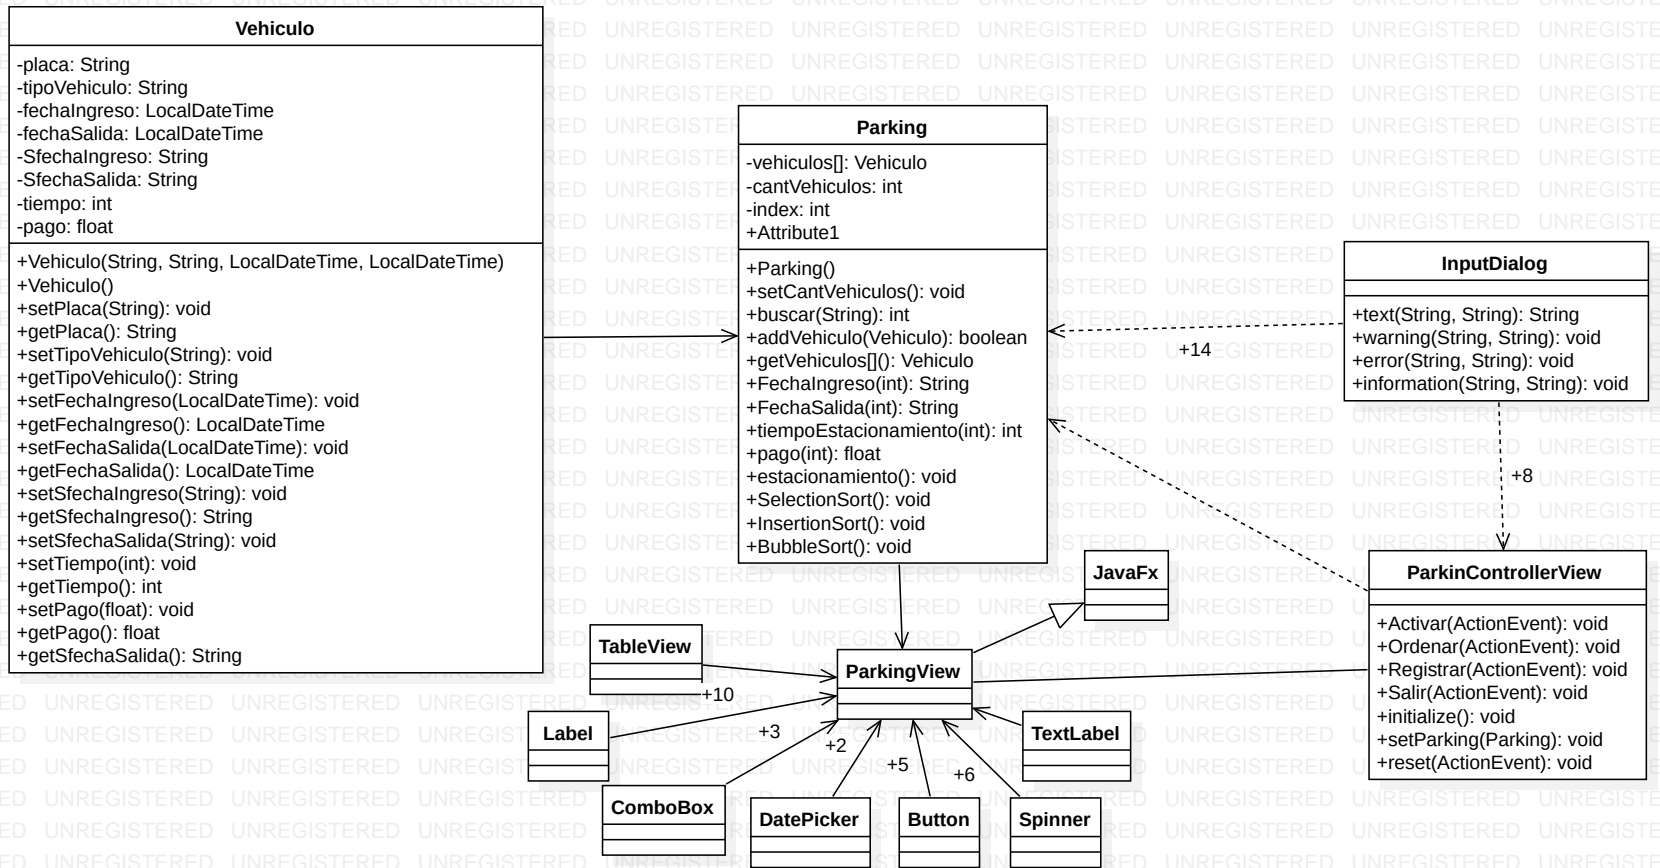 Vehiculo
-placa: String
-tipoVehiculo: String
-fechaIngreso: LocalDateTime
-fechaSalida: LocalDateTime
-SfechaIngreso: String
-SfechaSalida: String
-tiempo: int
-pago: float
+Vehiculo(String, String, LocalDateTime, LocalDateTime)
+Vehiculo()
+setPlaca(String): void
+getPlaca(): String
+setTipoVehiculo(String): void
+getTipoVehiculo(): String
+setFechaIngreso(LocalDateTime): void
+getFechaIngreso(): LocalDateTime
+setFechaSalida(LocalDateTime): void
+getFechaSalida(): LocalDateTime
+setSfechaIngreso(String): void
+getSfechaIngreso(): String
+setSfechaSalida(String): void
+setTiempo(int): void
+getTiempo(): int
+setPago(float): void
+getPago(): float
+getSfechaSalida(): String
Parking
-vehiculos[]: Vehiculo
-cantVehiculos: int
-index: int
+Attribute1
+Parking()
+setCantVehiculos(): void
+buscar(String): int
+addVehiculo(Vehiculo): boolean
+getVehiculos[](): Vehiculo
+FechaIngreso(int): String
+FechaSalida(int): String
+tiempoEstacionamiento(int): int
+pago(int): float
+estacionamiento(): void
+SelectionSort(): void
+InsertionSort(): void
+BubbleSort(): void
InputDialog
+text(String, String): String
+warning(String, String): void
+error(String, String): void
+information(String, String): void
+14
+8
JavaFx
ParkinControllerView
+Activar(ActionEvent): void
+Ordenar(ActionEvent): void
+Registrar(ActionEvent): void
+Salir(ActionEvent): void
+initialize(): void
+setParking(Parking): void
+reset(ActionEvent): void
TableView
ParkingView
+10
Label
+3
+2
TextLabel
+5
+6
ComboBox
DatePicker
Button
Spinner
UNREGISTERED